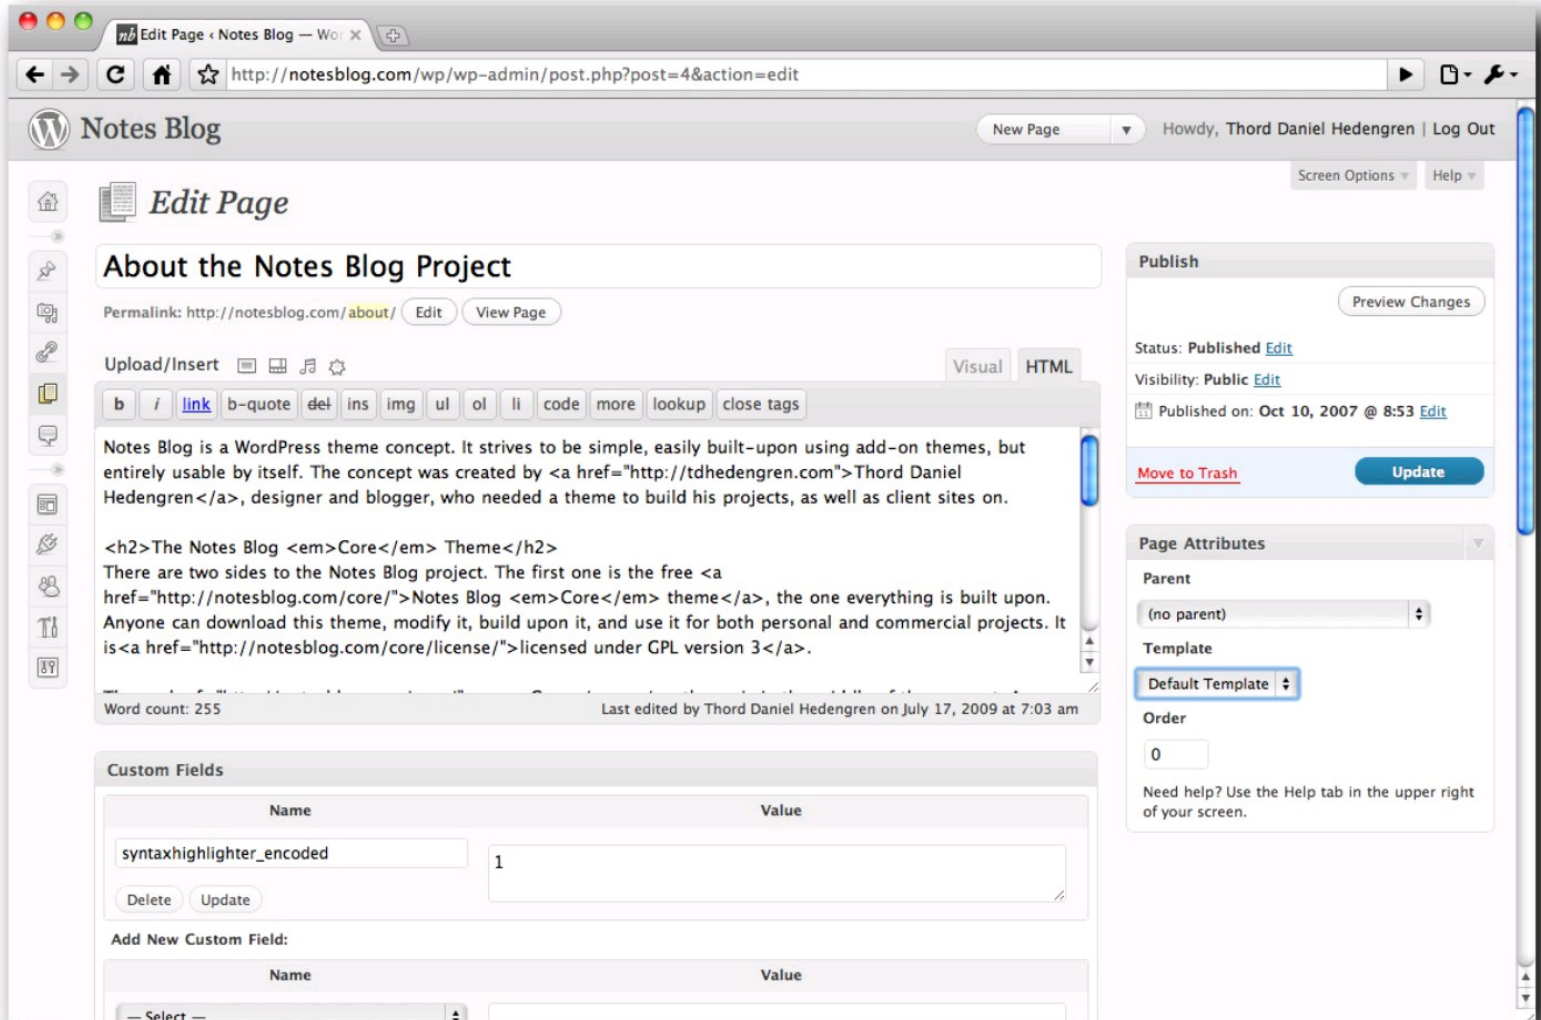 nb Edit Page ‹ Notes Blog — Wor
http://notesblog.com/wp/wp-admin/post.php?post=4&action=edit
Notes Blog
New Page
Howdy, Thord Daniel Hedengren | Log Out
Screen Options
Help
Edit Page
About the Notes Blog Project
Permalink: http://notesblog.com/about/ Edit View Page
Upload/Insert
Visual HTML
b i link b-quote del ins img ul ol li code more lookup close tags
Notes Blog is a WordPress theme concept. It strives to be simple, easily built-upon using add-on themes, but
entirely usable by itself. The concept was created by <a href="http://tdhedengren.com">Thord Daniel
Hedengren</a>, designer and blogger, who needed a theme to build his projects, as well as client sites on.
<h2>The Notes Blog <em>Core</em> Theme</h2>
There are two sides to the Notes Blog project. The first one is the free <a
href="http://notesblog.com/core/">Notes Blog <em>Core</em> theme</a>, the one everything is built upon.
Anyone can download this theme, modify it, build upon it, and use it for both personal and commercial projects. It
is<a href="http://notesblog.com/core/license/">licensed under GPL version 3</a>.
Word count: 255
Last edited by Thord Daniel Hedengren on July 17, 2009 at 7:03 am
Custom Fields
Name Value
syntaxhighlighter_encoded
1
Delete Update
Add New Custom Field:
Name Value
— Select —
Publish
Preview Changes
Status: Published Edit
Visibility: Public Edit
Published on: Oct 10, 2007 @ 8:53 Edit
Move to Trash
Update
Page Attributes
Parent
(no parent)
Template
Default Template
Order
0
Need help? Use the Help tab in the upper right
of your screen.